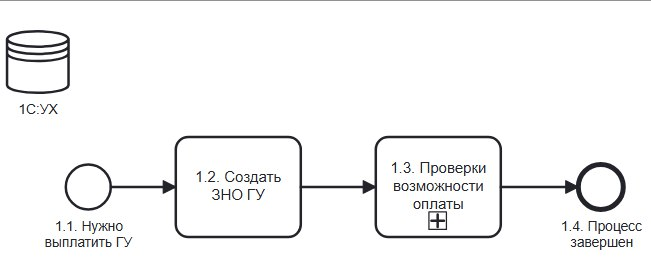 1С:УХ
1.1. Нужно
выплатить ГУ
1.2. Создать
ЗНО ГУ
1.3. Проверки
возможности
оплаты
1.4. Процесс
завершен